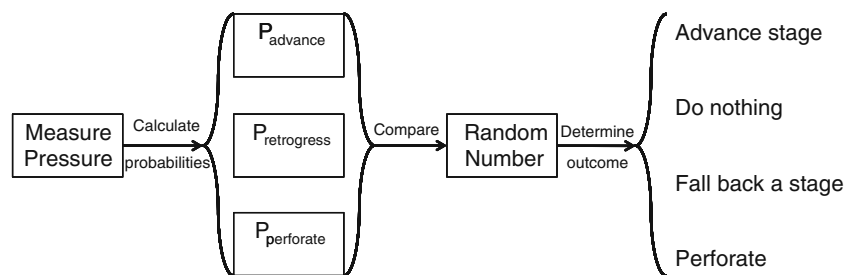 Measure
Pressure
Calculate
probabilities
Padvance
Pretrogress
Pperforate
Compare
Random
Number
Determine
outcome
Advance stage
Do nothing
Fall back a stage
Perforate